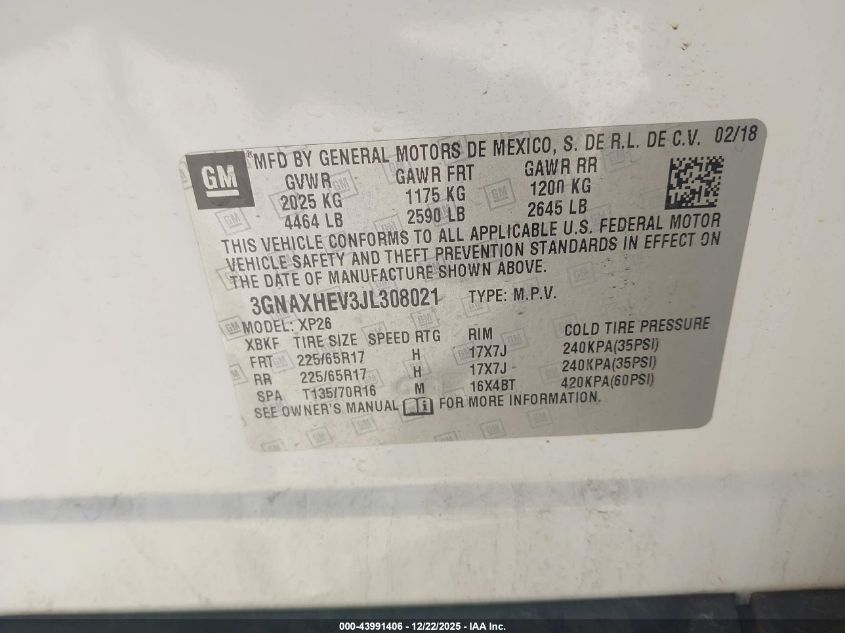 GM
®MFD BY GENERAL MOTORS DE MEXICO, S. DE R.L. DE C.V. 02/18
GVWR GAWR FRT GAWR RR
2025 KG 1175 KG 1200 KG
4464 LB 2590 LB 2645 LB
THIS VEHICLE CONFORMS TO ALL APPLICABLE U.S. FEDERAL MOTOR
VEHICLE SAFETY AND THEFT PREVENTION STANDARDS IN EFFECT ON
THE DATE OF MANUFACTURE SHOWN ABOVE.
3GNAXHEV3JL308021 TYPE: M.P.V.
MODEL: XP26
XBKF TIRE SIZE SPEED RTG RIM COLD TIRE PRESSURE
FRT 225/65R17 H 17X7J 240KPA(35PSI)
RR 225/65R17 H 17X7J 240KPA(35PSI)
SPA T135/70R16 M 16X4BT 420KPA(60PSI)
SEE OWNER'S MANUAL FOR MORE INFORMATION.
000-43991406 - 12/22/2025 - IAA Inc.